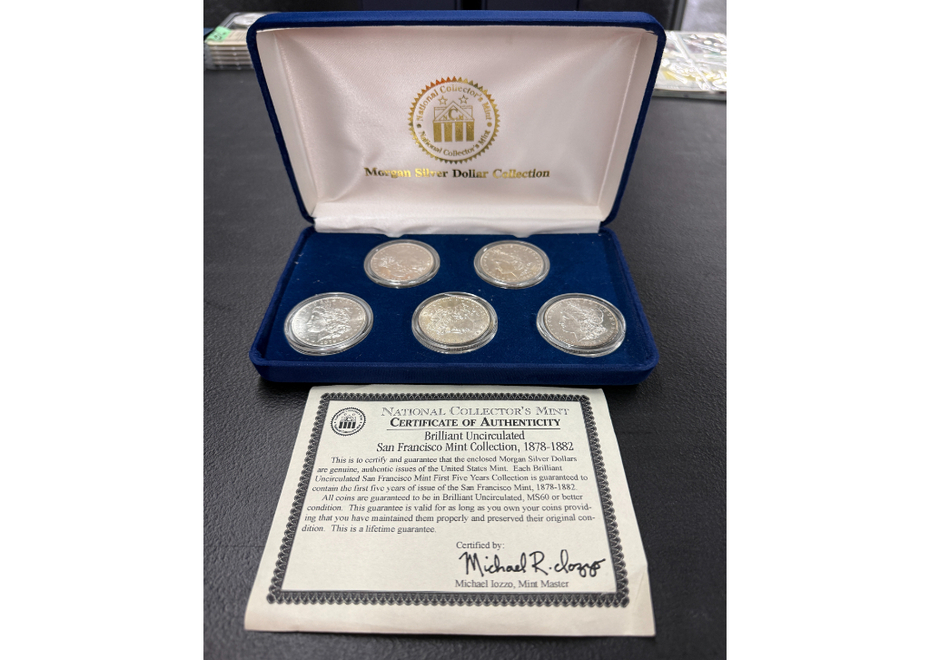 National Collector's Mint
C
National Collector's Mint
Morgan Silver Dollar Collection
NATIONAL COLLECTOR'S MINT
CERTIFICATE OF AUTHENTICITY
Brilliant Uncirculated
San Francisco Mint Collection, 1878-1882
This is to certify and guarantee that the enclosed Morgan Silver Dollars
are genuine, authentic issues of the United States Mint. Each Brilliant
Uncirculated San Francisco Mint First Five Years Collection is guaranteed to
contain the first five years of issue of the San Francisco Mint, 1878-1882.
All coins are guaranteed to be in Brilliant Uncirculated, MS60 or better
condition. This guarantee is valid for as long as you own your coins provid-
ing that you have maintained them properly and preserved their original con-
dition. This is a lifetime guarantee.
Certified by:
Michael R. Iozzo
Michael Iozzo, Mint Master